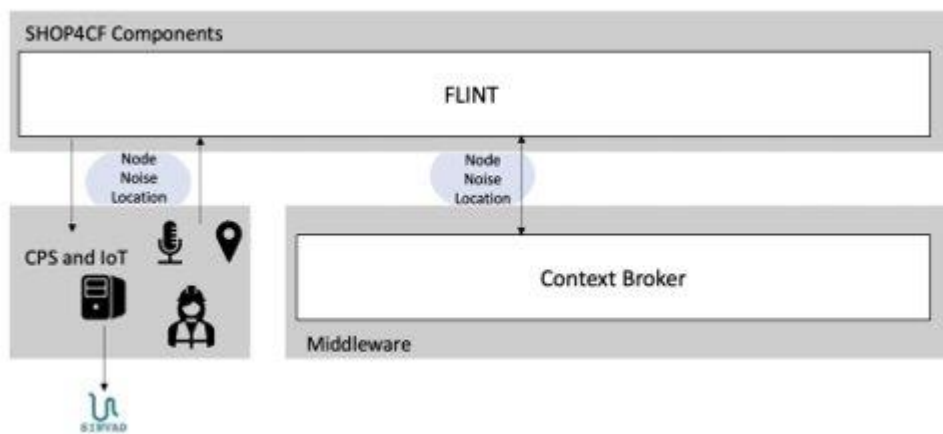 SHOP4CF Components
FLINT
Node
Noise
Location
Node
Noise
Location
CPS and IoT
Context Broker
Middleware